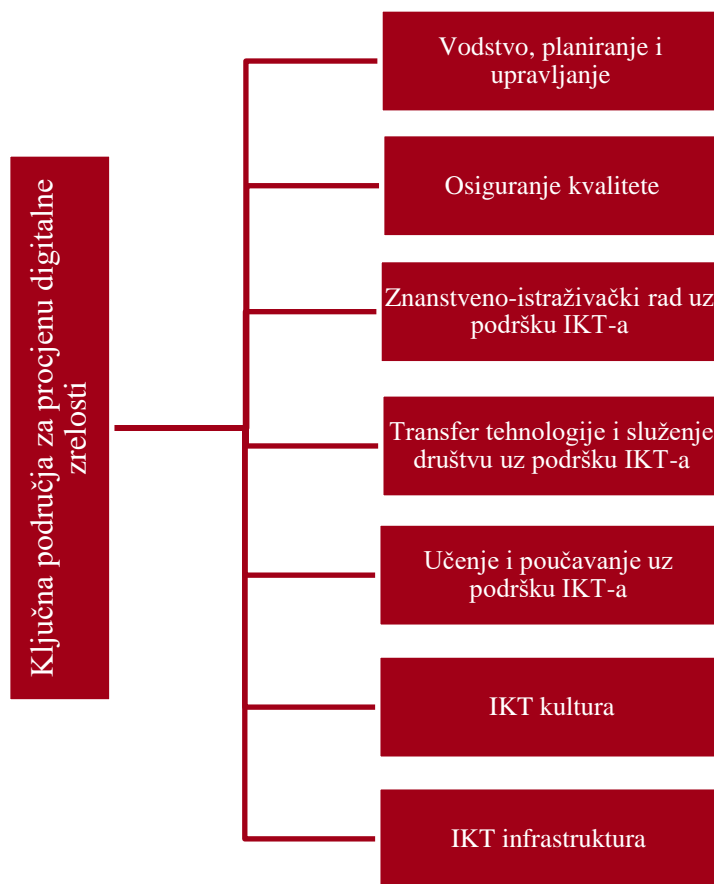 Ključna područja za procjenu digitalne
zrelosti
Vodstvo, planiranje i
upravljanje
Osiguranje kvalitete
Znanstveno-istraživački rad uz
podršku IKT-a
Transfer tehnologije i služenje
društvu uz podršku IKT-a
Učenje i poučavanje uz
podršku IKT-a
IKT kultura
IKT infrastruktura